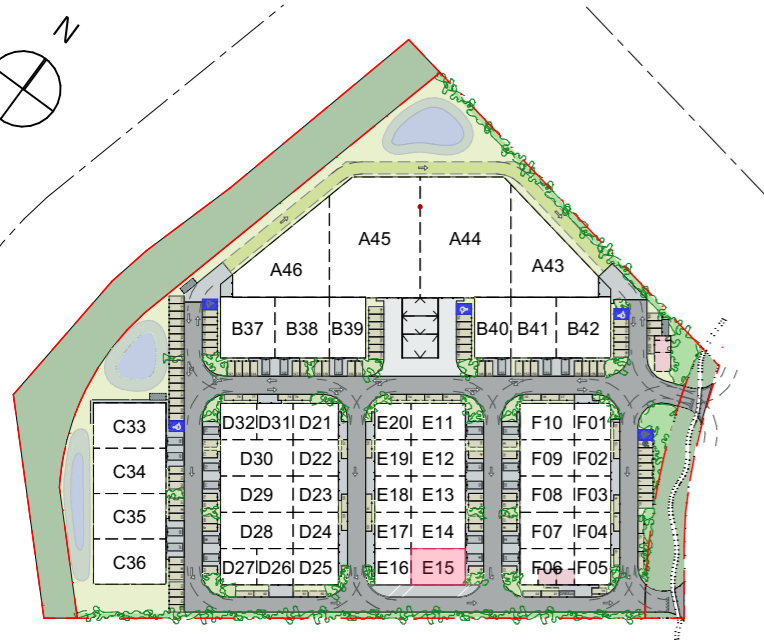 N
A45 A44
A46 A43
B37 B38 B39 B40 B41 B42
C33 D32 D31 D21 E20 E11 F10 F01
C34 D30 D22 E19 E12 F09 F02
D29 D23 E18 E13 F08 F03
C35 D28 D24 E17 E14 F07 F04
C36 D27 D26 D25 E16 E15 F06 F05